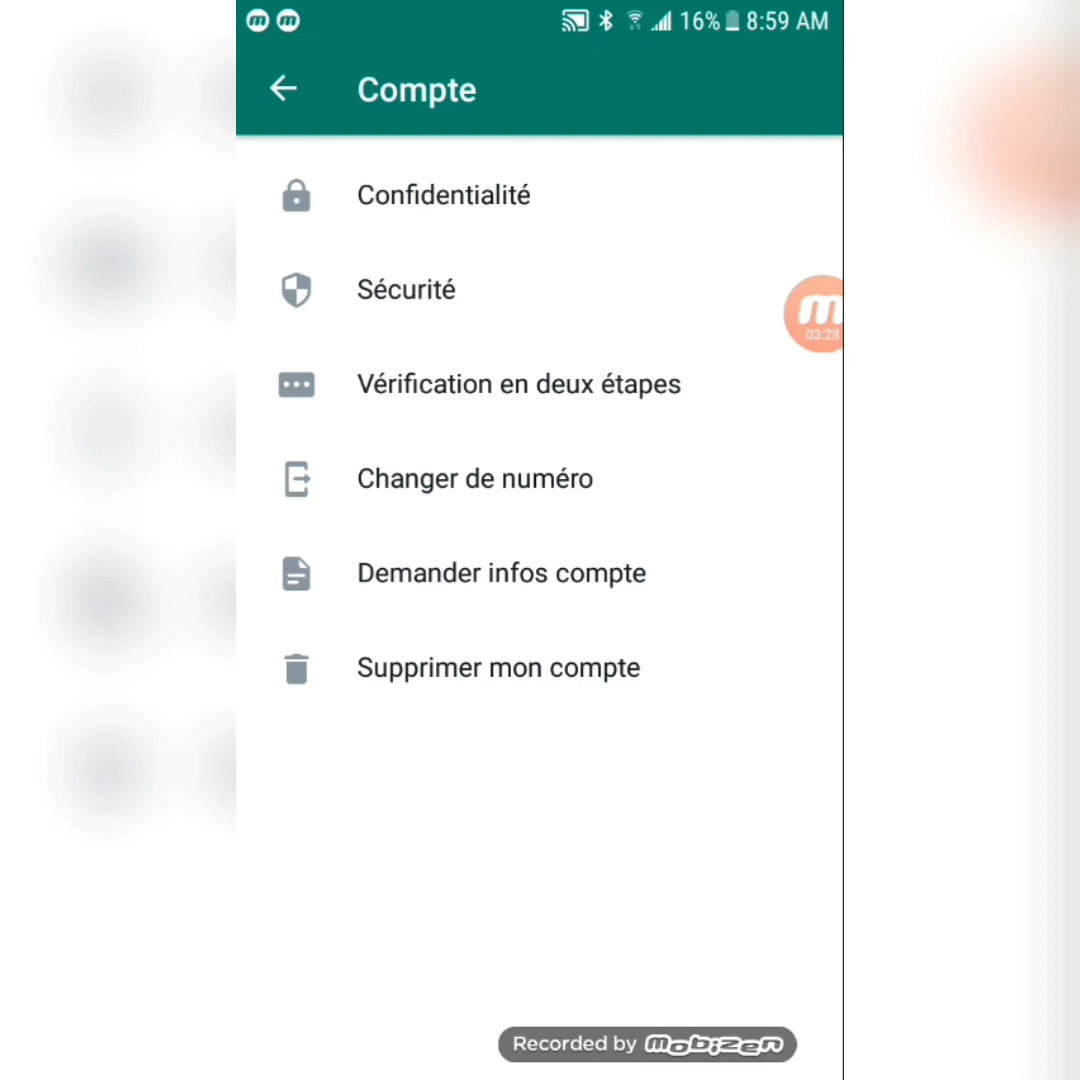 m m 16% 8:59 AM
Compte
Confidentialité
Sécurité
m
03:28
Vérification en deux étapes
Changer de numéro
Demander infos compte
Supprimer mon compte
Recorded by mobizen